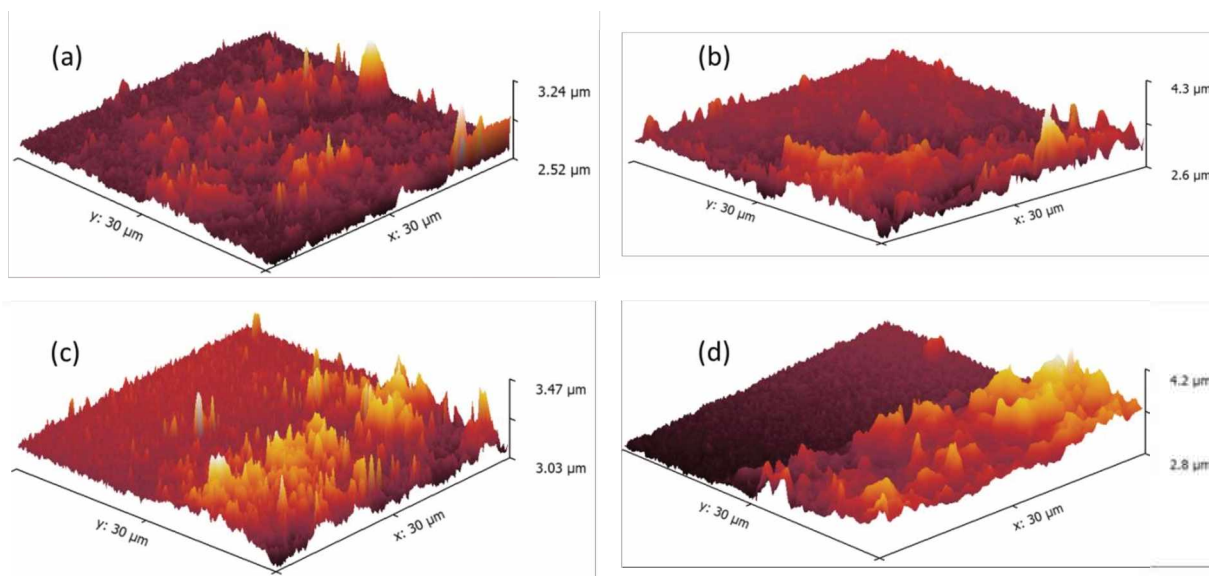 (a)
3.24 µm
2.52 µm
y: 30 µm
x: 30 µm
(b)
4.3 µm
2.6 µm
y: 30 µm
x: 30 µm
(c)
3.47 µm
3.03 µm
y: 30 µm
x: 30 µm
(d)
4.2 µm
2.8 µm
y: 30 µm
x: 30 µm